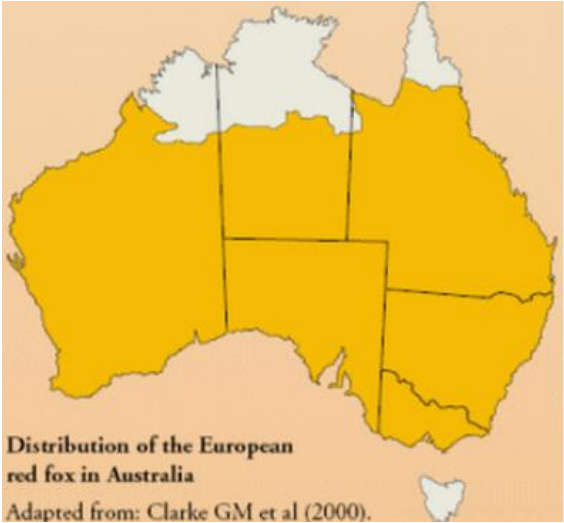 Distribution of the European
red fox in Australia
Adapted from: Clarke GM et al (2000).